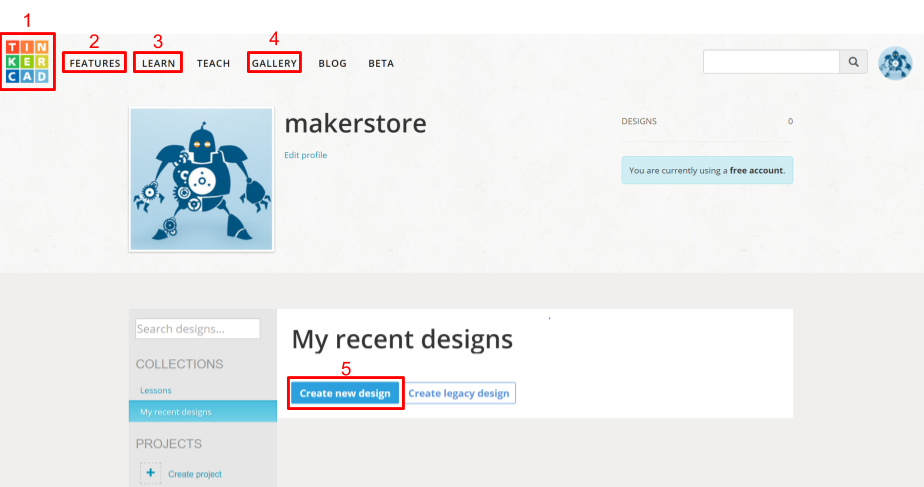 1
2 3 4
TIN
KER
CAD
FEATURES LEARN TEACH GALLERY BLOG BETA
makerstore
Edit profile
DESIGNS 0
You are currently using a free account.
Search designs...
COLLECTIONS
Lessons
My recent designs
PROJECTS
+ Create project
My recent designs
5
Create new design Create legacy design